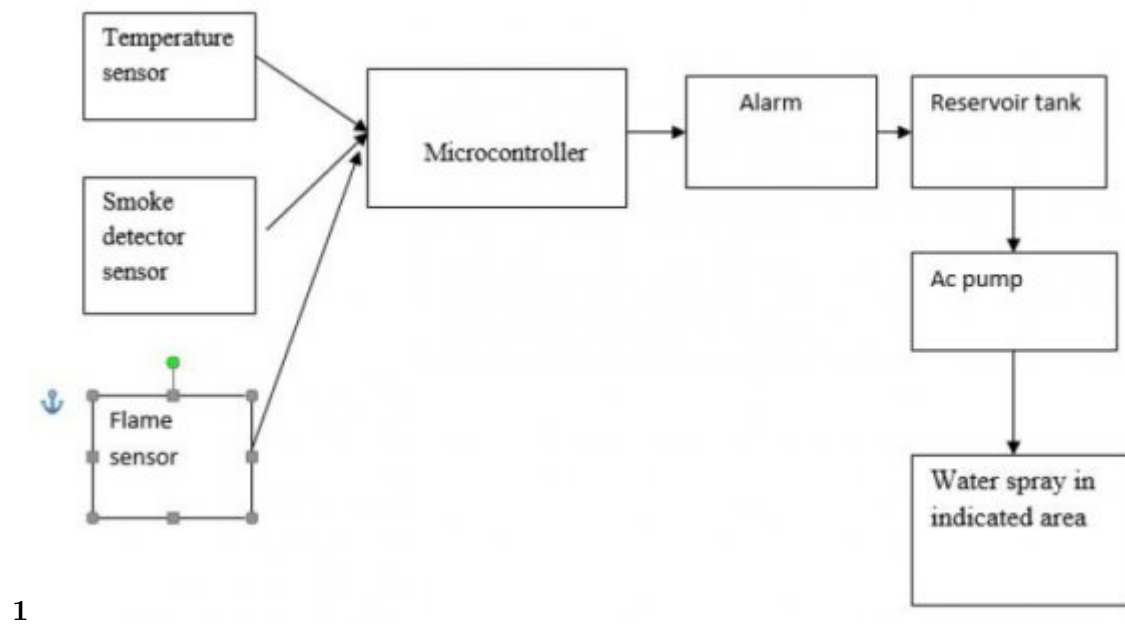 Temperature
sensor
Microcontroller
Alarm
Reservoir tank
Smoke
detector
sensor
Ac pump
Flame
sensor
Water spray in
indicated area
1